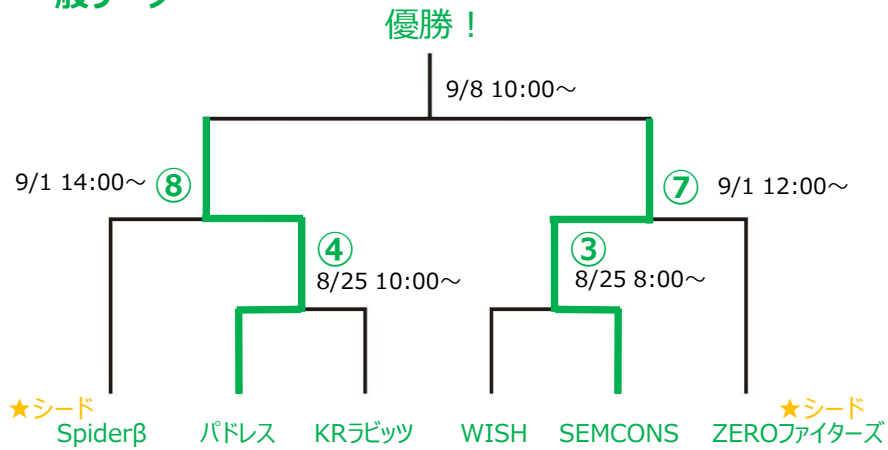 優勝！
9/8 10:00～
9/1 14:00～ ⑧
⑦ 9/1 12:00～
④
8/25 10:00～
③
8/25 8:00～
★シード
★シード
Spiderβ パドレス KRラビッツ WISH SEMCONS ZEROファイターズ